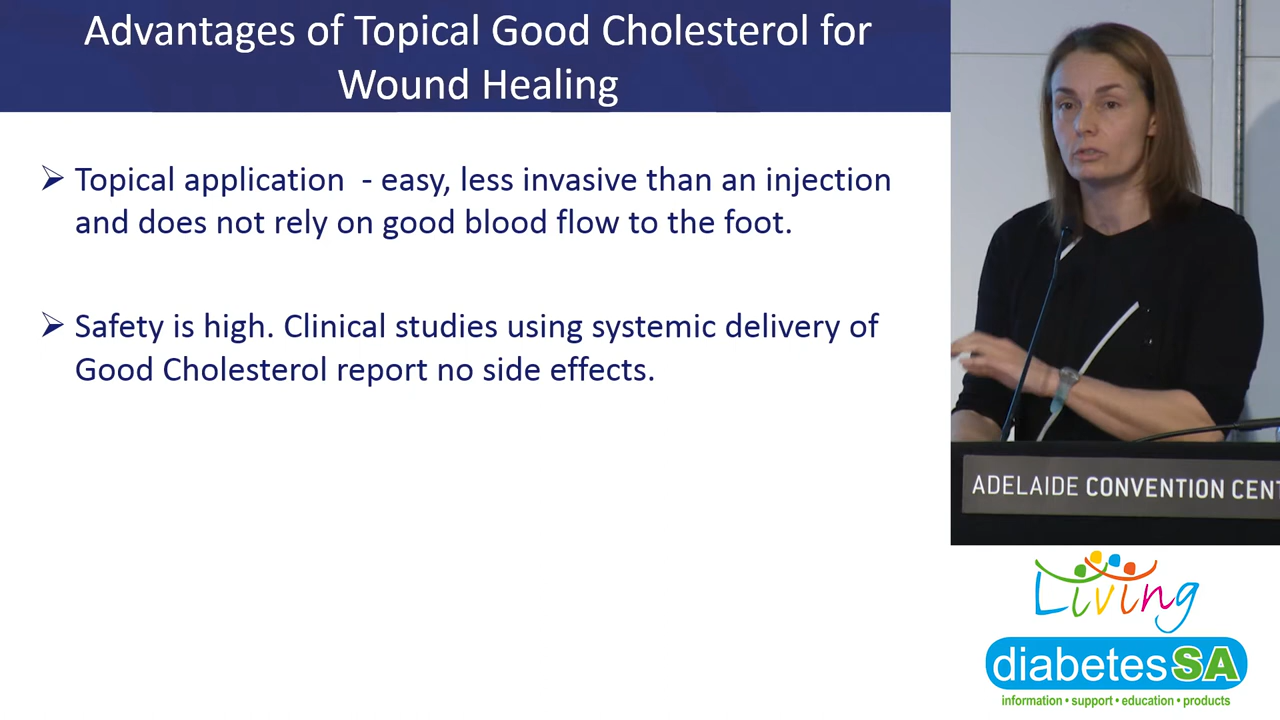 Advantages of Topical Good Cholesterol for
Wound Healing
➢ Topical application - easy, less invasive than an injection
and does not rely on good blood flow to the foot.
➢ Safety is high. Clinical studies using systemic delivery of
Good Cholesterol report no side effects.
ADELAIDE CONVENTION CENT
Living
diabetesSA
information • support • education • products